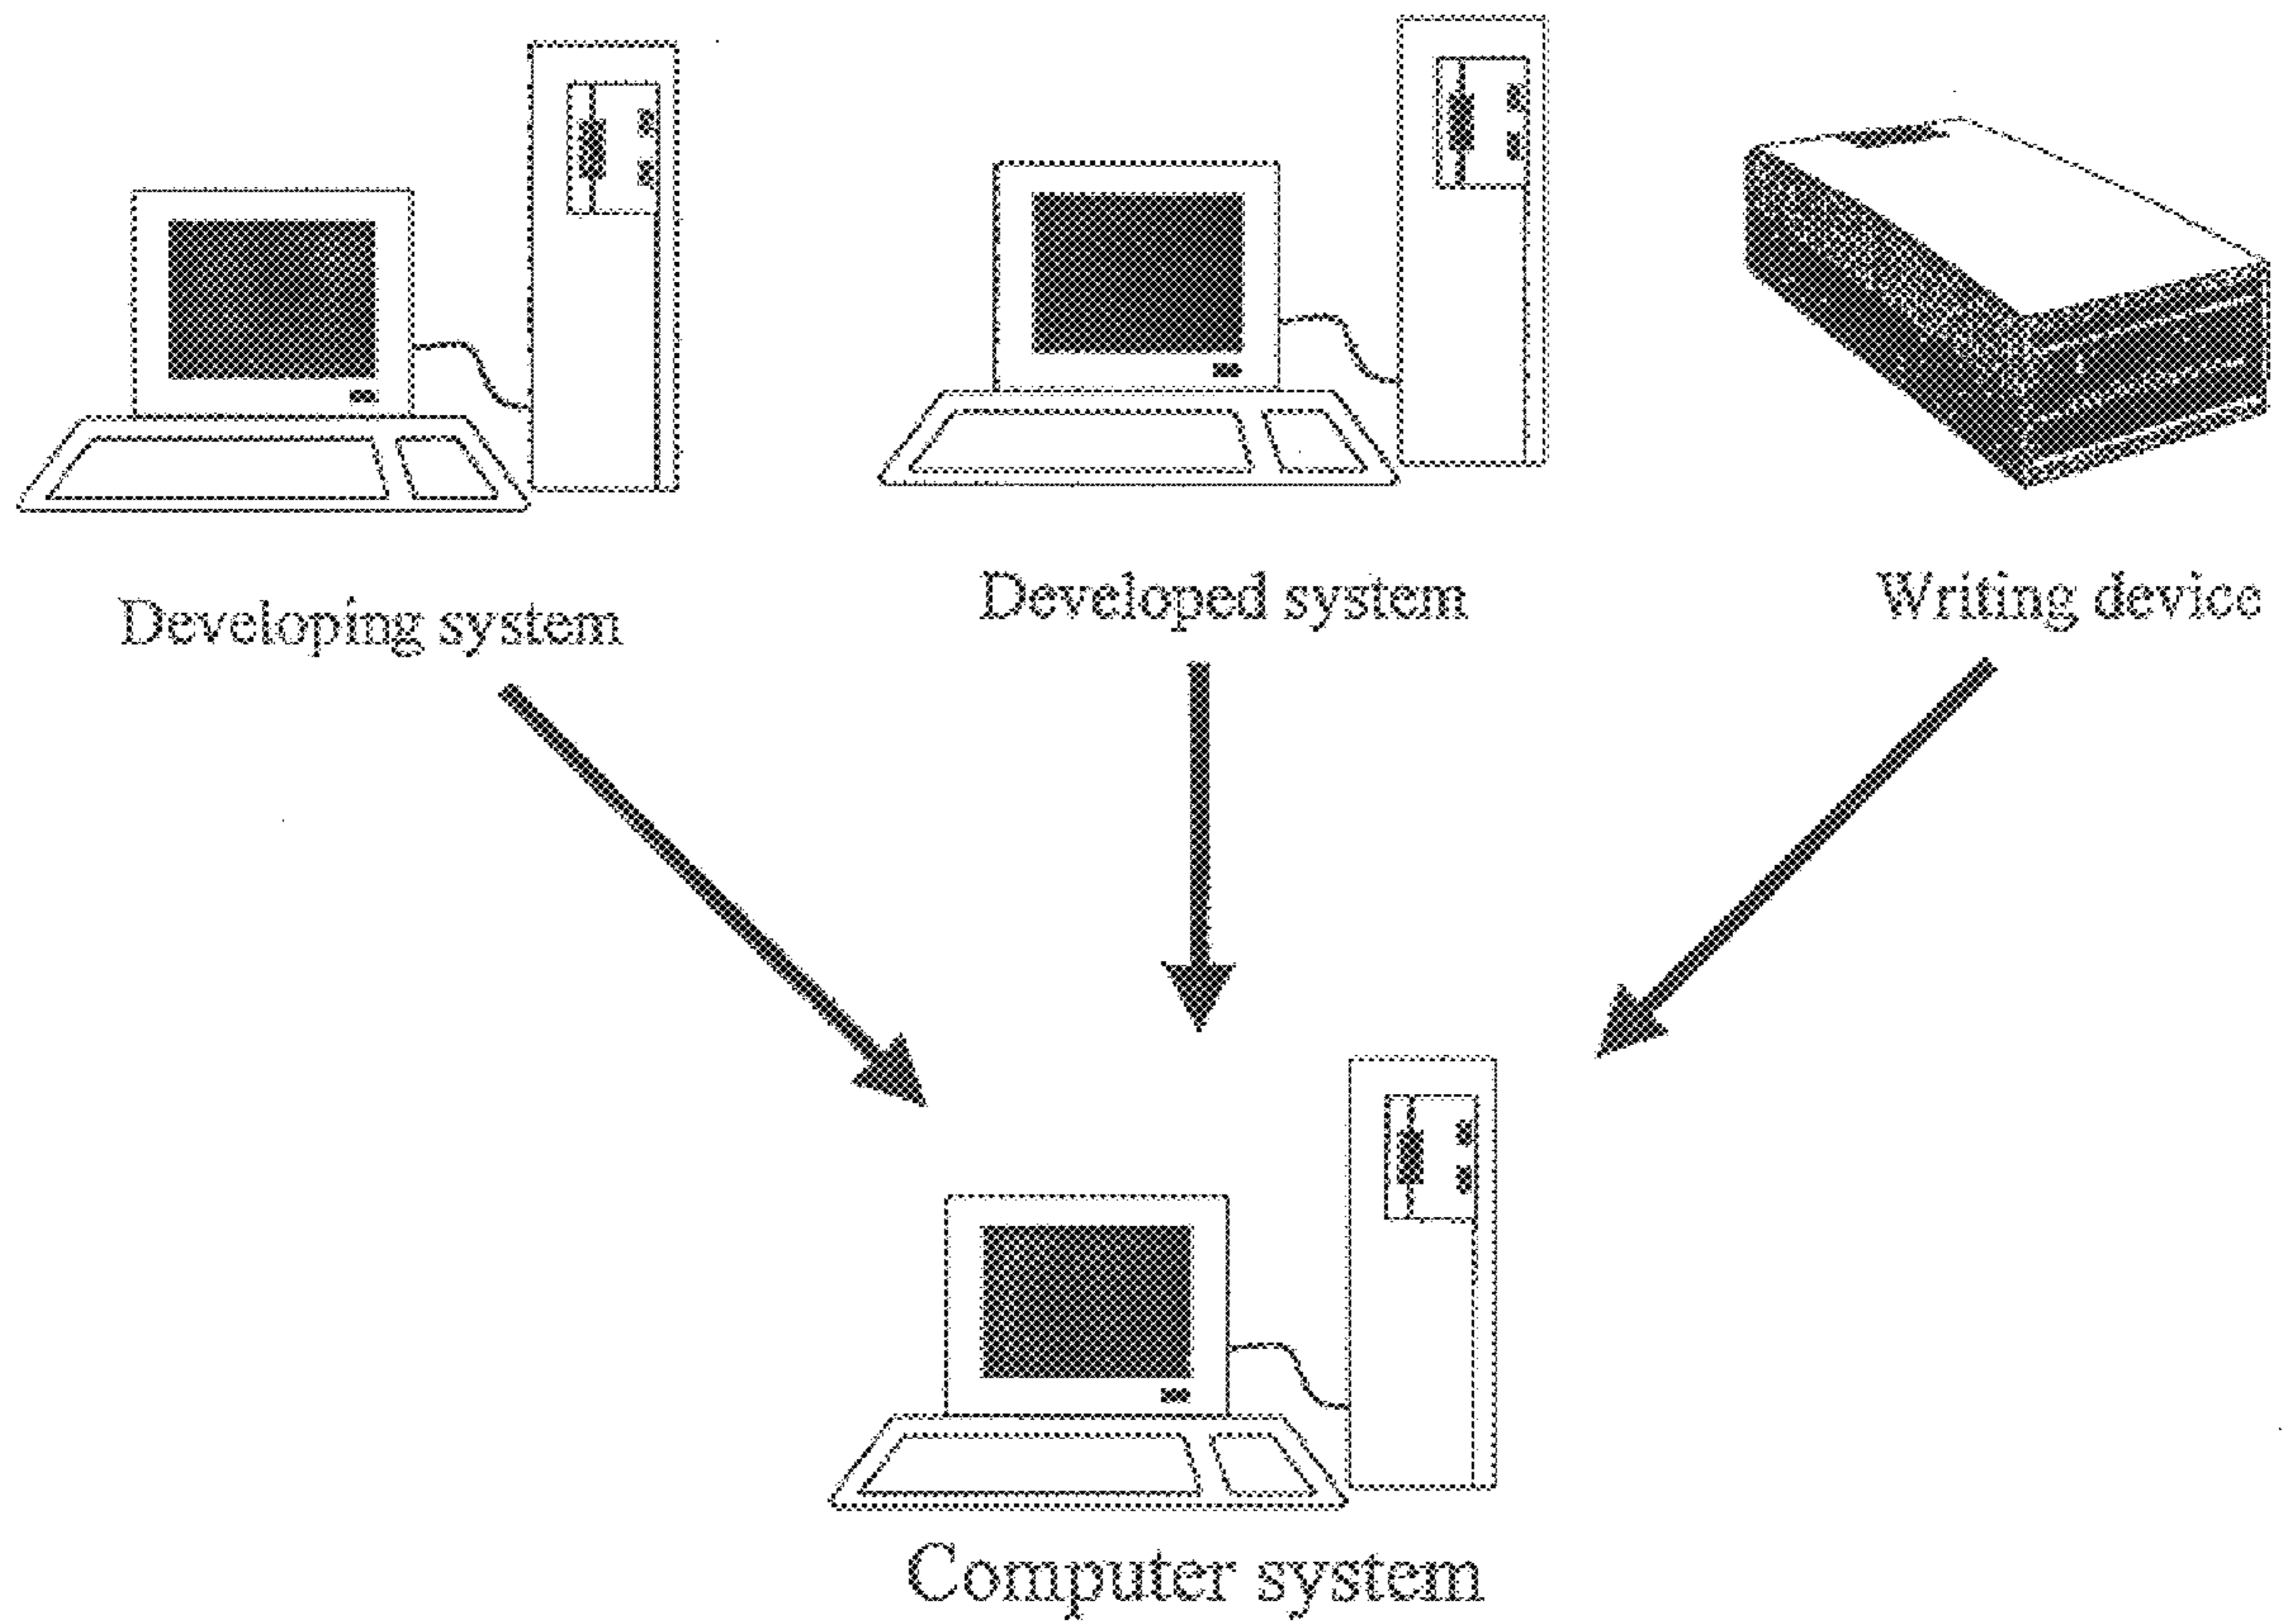 Developing system
Developed system
Writing device
Computer system